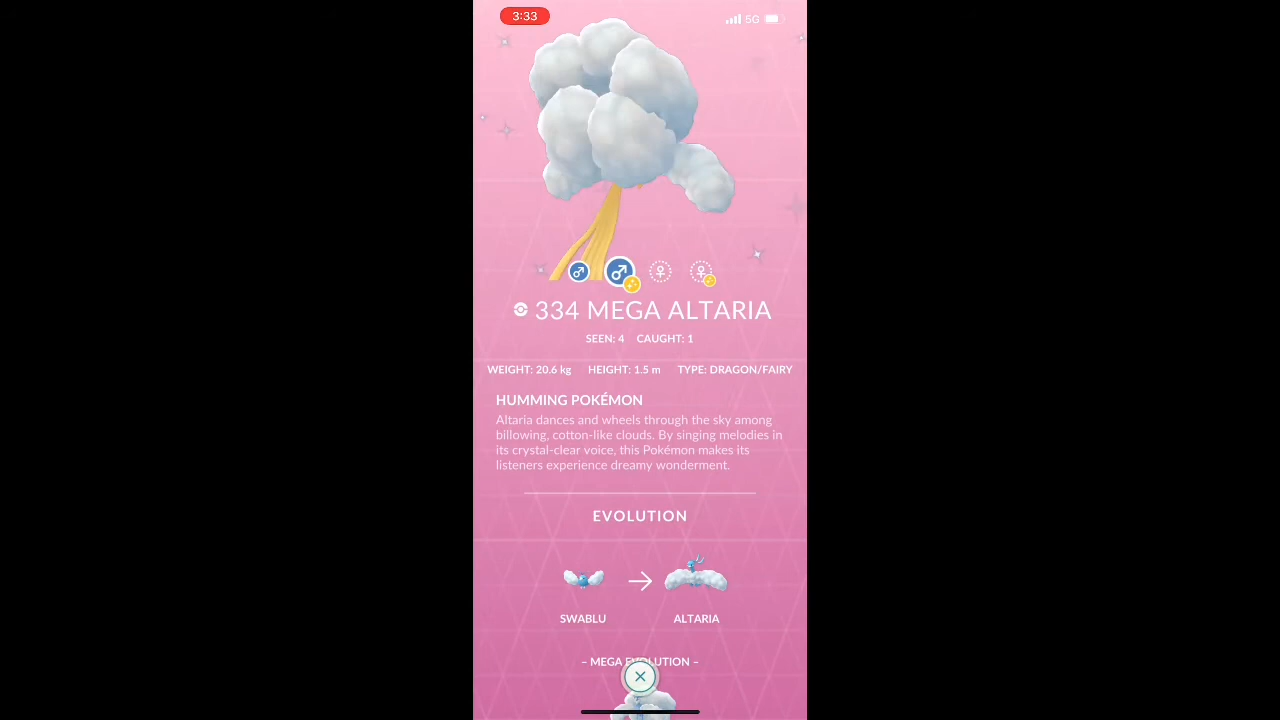 3:33
5G
334 MEGA ALTARIA
SEEN: 4 CAUGHT: 1
WEIGHT: 20.6 kg HEIGHT: 1.5 m TYPE: DRAGON/FAIRY
HUMMING POKÉMON
Altaria dances and wheels through the sky among
billowing, cotton-like clouds. By singing melodies in
its crystal-clear voice, this Pokémon makes its
listeners experience dreamy wonderment.
EVOLUTION
SWABLU
ALTARIA
– MEGA EVOLUTION –